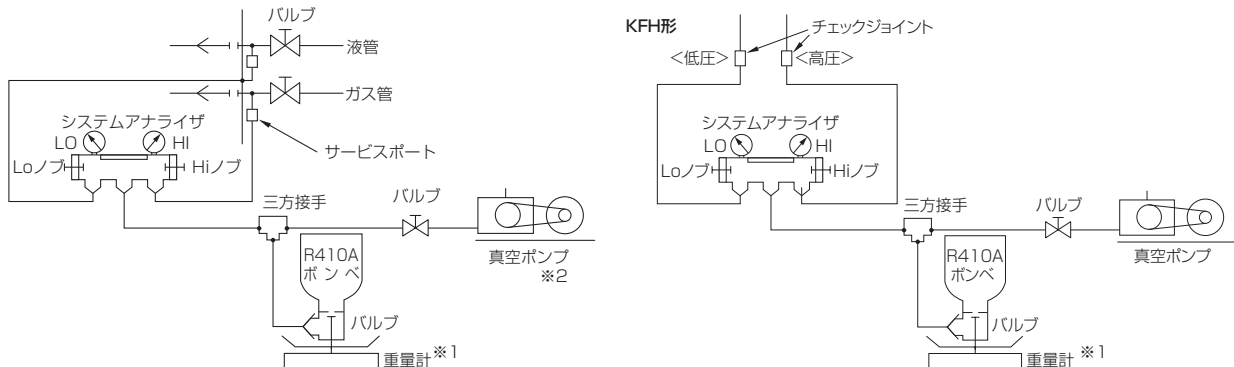 バルブ
液管
ガス管
システムアナライザ
LO
HI
Loノブ
Hiノブ
サービスポート
三方接手
バルブ
R410A
ボンベ
真空ポンプ
※2
バルブ
重量計※1
KFH形
チェックジョイント
<低圧>
<高圧>
システムアナライザ
LO
HI
Loノブ
Hiノブ
三方接手
バルブ
R410A
ボンベ
真空ポンプ
バルブ
重量計※1